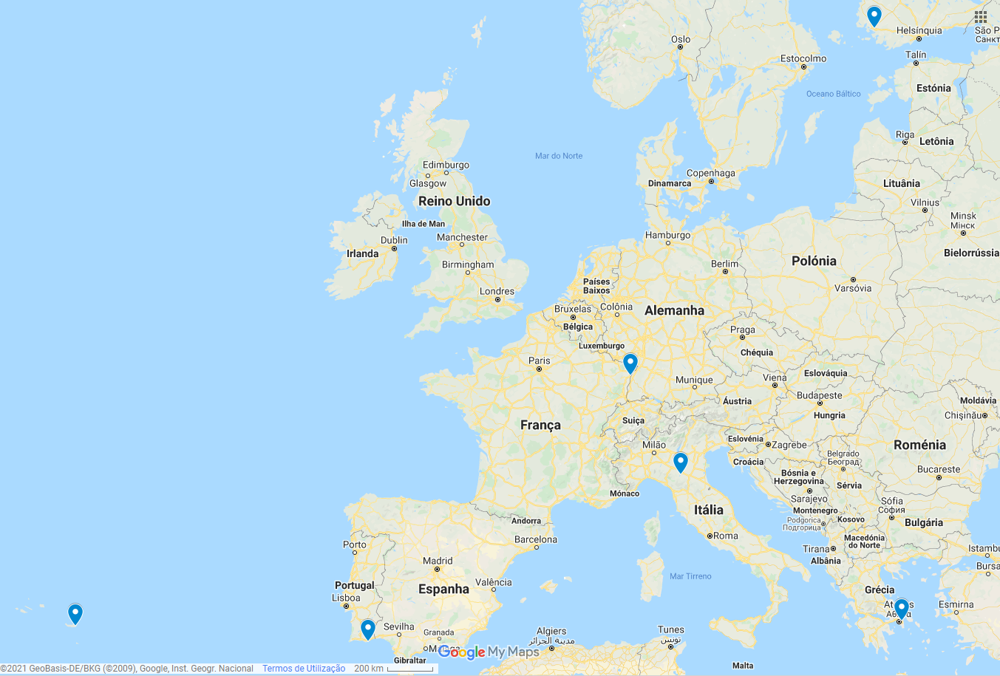 Oslo
Helsínquia
São P
Санкт
Estocolmo
Talín
Oceano Báltico
Estónia
Riga
Letônia
Mar do Norte
Edimburgo
Glasgow
Copenhaga
Dinamarca
Lituânia
Reino Unido
Vilnius
Ilha de Man
Minsk
Мінск
Dublin
Manchester
Hamburgo
Irlanda
Bielorrússia
Birmingham
Berlim
Polónia
Países
Baixos
Varsóvia
Londres
Bruxelas
Colônia
Alemanha
Bélgica
Praga
Luxemburgo
Chéquia
Paris
Eslováquia
Munique
Viena
Budapeste
Áustria
Moldávia
Hungria
Chişinău
França
Suiça
Eslovénia
Zagrebe
Milão
Roménia
Belgrado
Београд
Croácia
Bucareste
Bósnia e
Herzegovina
Sérvia
Mónaco
Sarajevo
Sófia
София
Itália
Montenegro
Andorra
Kosovo
Podgorica
Подгорица
Bulgária
Roma
Barcelona
Macedónia
do Norte
Porto
Tirana
Istambu
Albânia
Madrid
Bursa
Mar Tirreno
Valência
Portugal
Espanha
Grécia
Lisboa
Esmirna
Sevilha
Granada
Algiers
مدينة الجزائر
Tunes
تونس
Gibraltar
Google My Maps
Malta
©2021 GeoBasis-DE/BKG (©2009), Google, Inst. Geogr. Nacional
Termos de Utilização
200 km